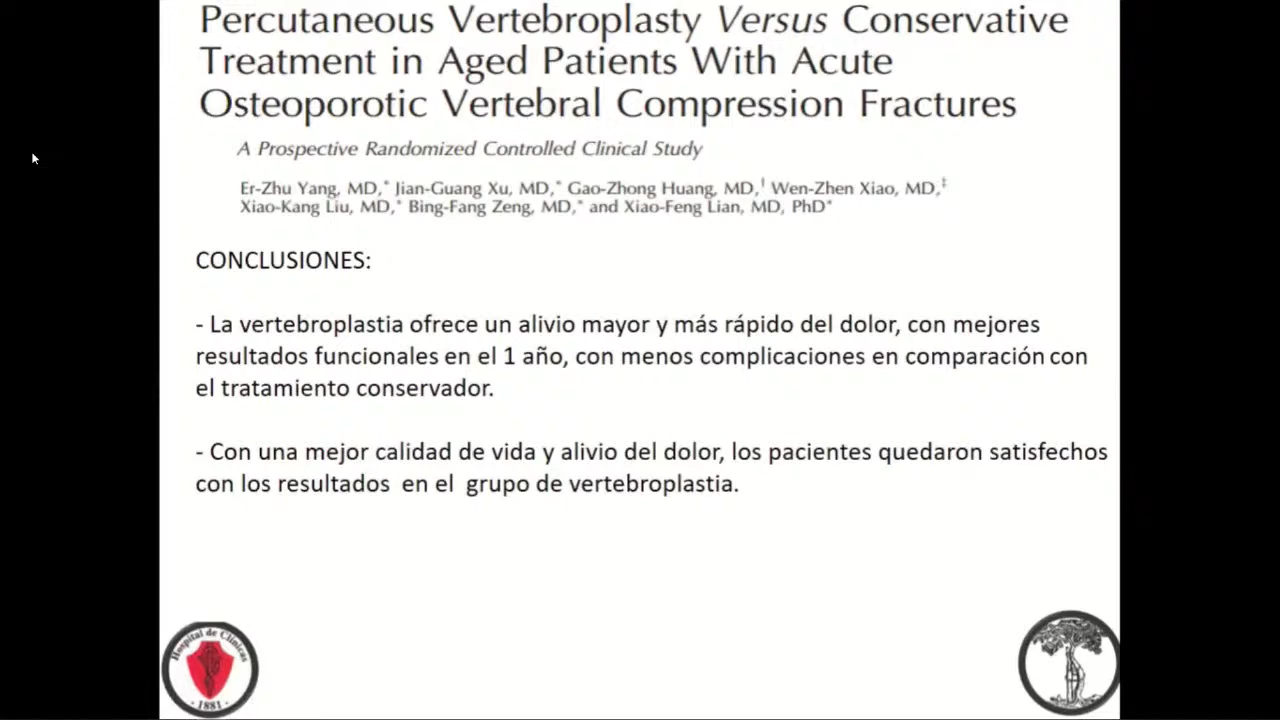 Percutaneous Vertebroplasty Versus Conservative
Treatment in Aged Patients With Acute
Osteoporotic Vertebral Compression Fractures
A Prospective Randomized Controlled Clinical Study
Er-Zhu Yang, MD,* Jian-Guang Xu, MD,* Gao-Zhong Huang, MD,† Wen-Zhen Xiao, MD,‡
Xiao-Kang Liu, MD,* Bing-Fang Zeng, MD,* and Xiao-Feng Lian, MD, PhD*
CONCLUSIONES:
- La vertebroplastia ofrece un alivio mayor y más rápido del dolor, con mejores
resultados funcionales en el 1 año, con menos complicaciones en comparación con
el tratamiento conservador.
- Con una mejor calidad de vida y alivio del dolor, los pacientes quedaron satisfechos
con los resultados en el grupo de vertebroplastia.
Hospital de Clínicas
- 1881 -